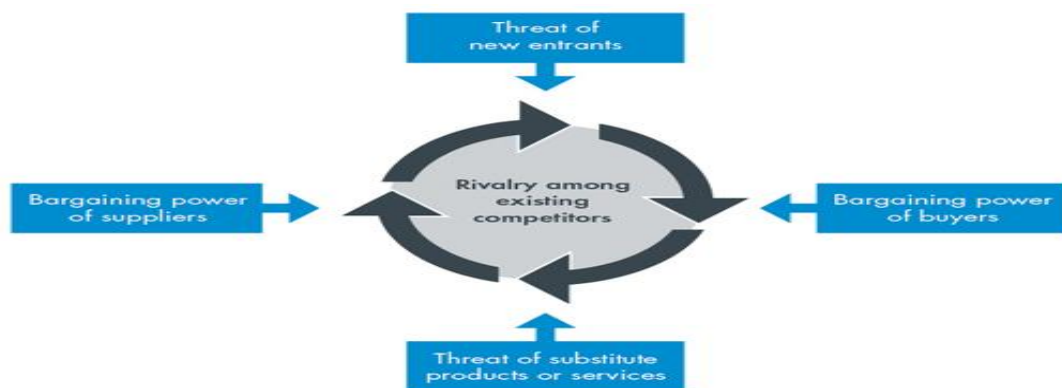 Threat of
new entrants
Bargaining power
of suppliers
Rivalry among
existing
competitors
Bargaining power
of buyers
Threat of substitute
products or services